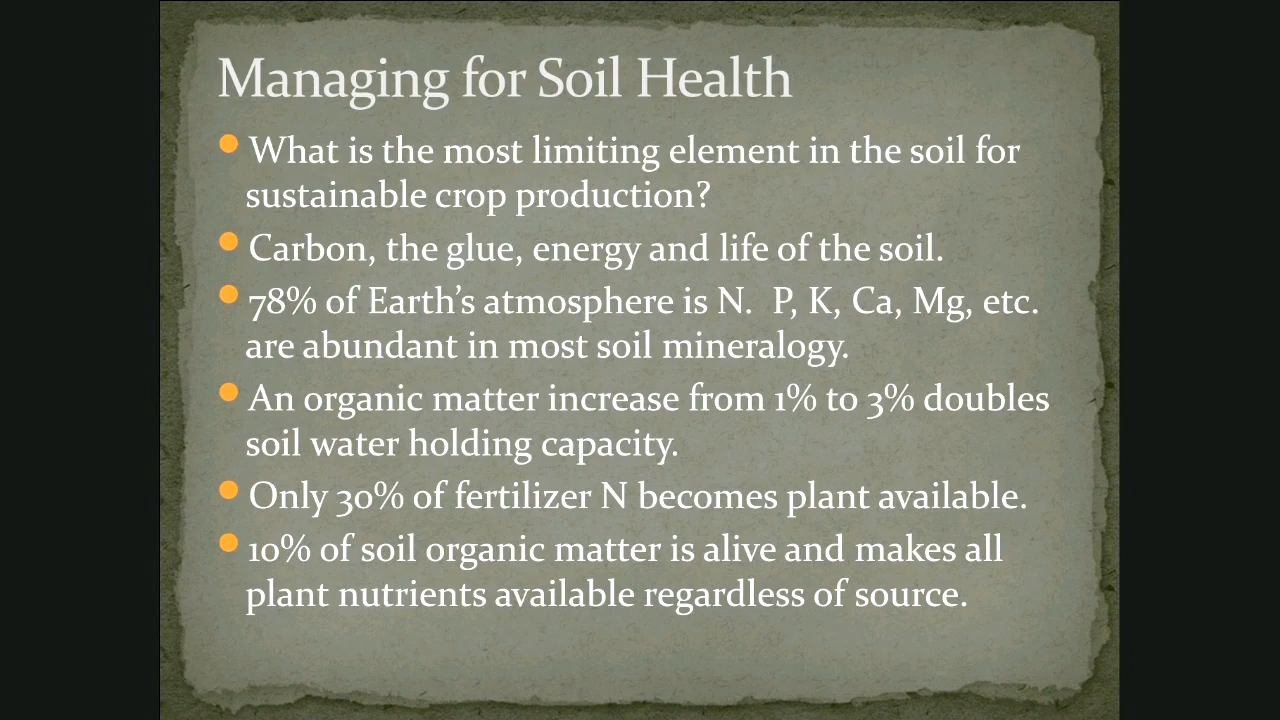 Managing for Soil Health
What is the most limiting element in the soil for
sustainable crop production?
Carbon, the glue, energy and life of the soil.
78% of Earth’s atmosphere is N.  P, K, Ca, Mg, etc.
are abundant in most soil mineralogy.
An organic matter increase from 1% to 3% doubles
soil water holding capacity.
Only 30% of fertilizer N becomes plant available.
10% of soil organic matter is alive and makes all
plant nutrients available regardless of source.